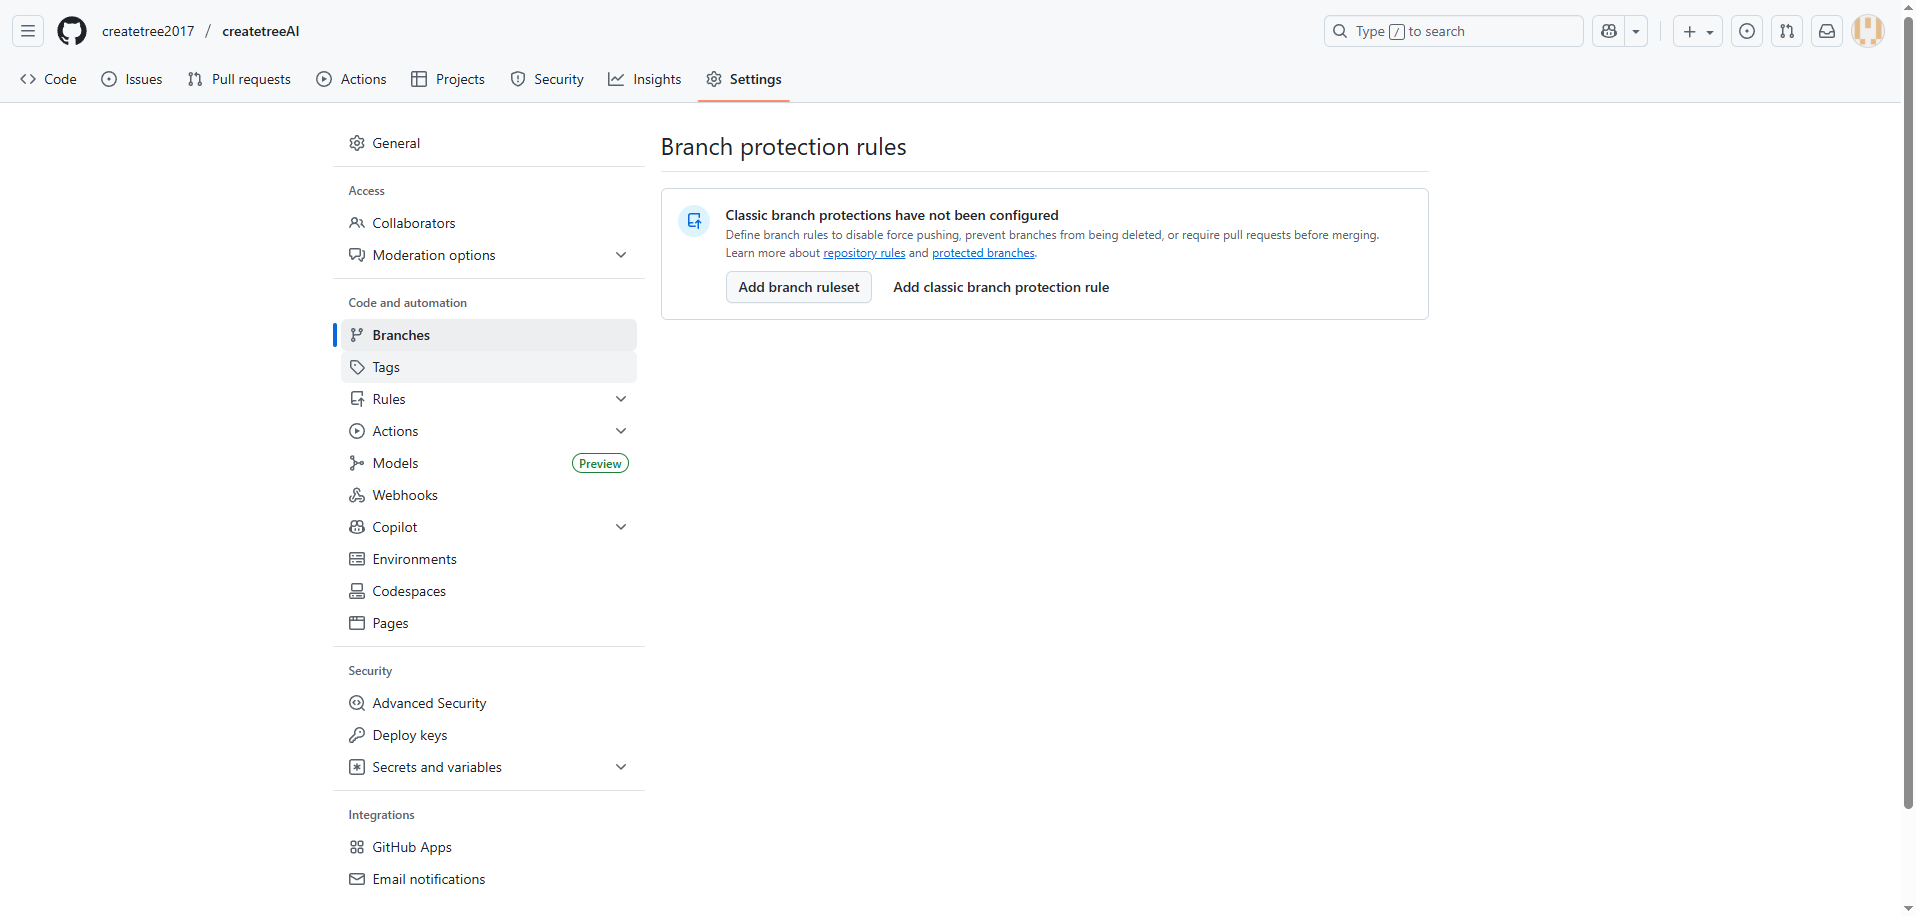 createtree2017 / createtreeAI
Type / to search
Code Issues Pull requests Actions Projects Security Insights Settings
General
Access
Collaborators
Moderation options
Code and automation
Branches
Tags
Rules
Actions
Models Preview
Webhooks
Copilot
Environments
Codespaces
Pages
Security
Advanced Security
Deploy keys
Secrets and variables
Integrations
GitHub Apps
Email notifications
Branch protection rules
Classic branch protections have not been configured
Define branch rules to disable force pushing, prevent branches from being deleted, or require pull requests before merging.
Learn more about repository rules and protected branches.
Add branch ruleset Add classic branch protection rule